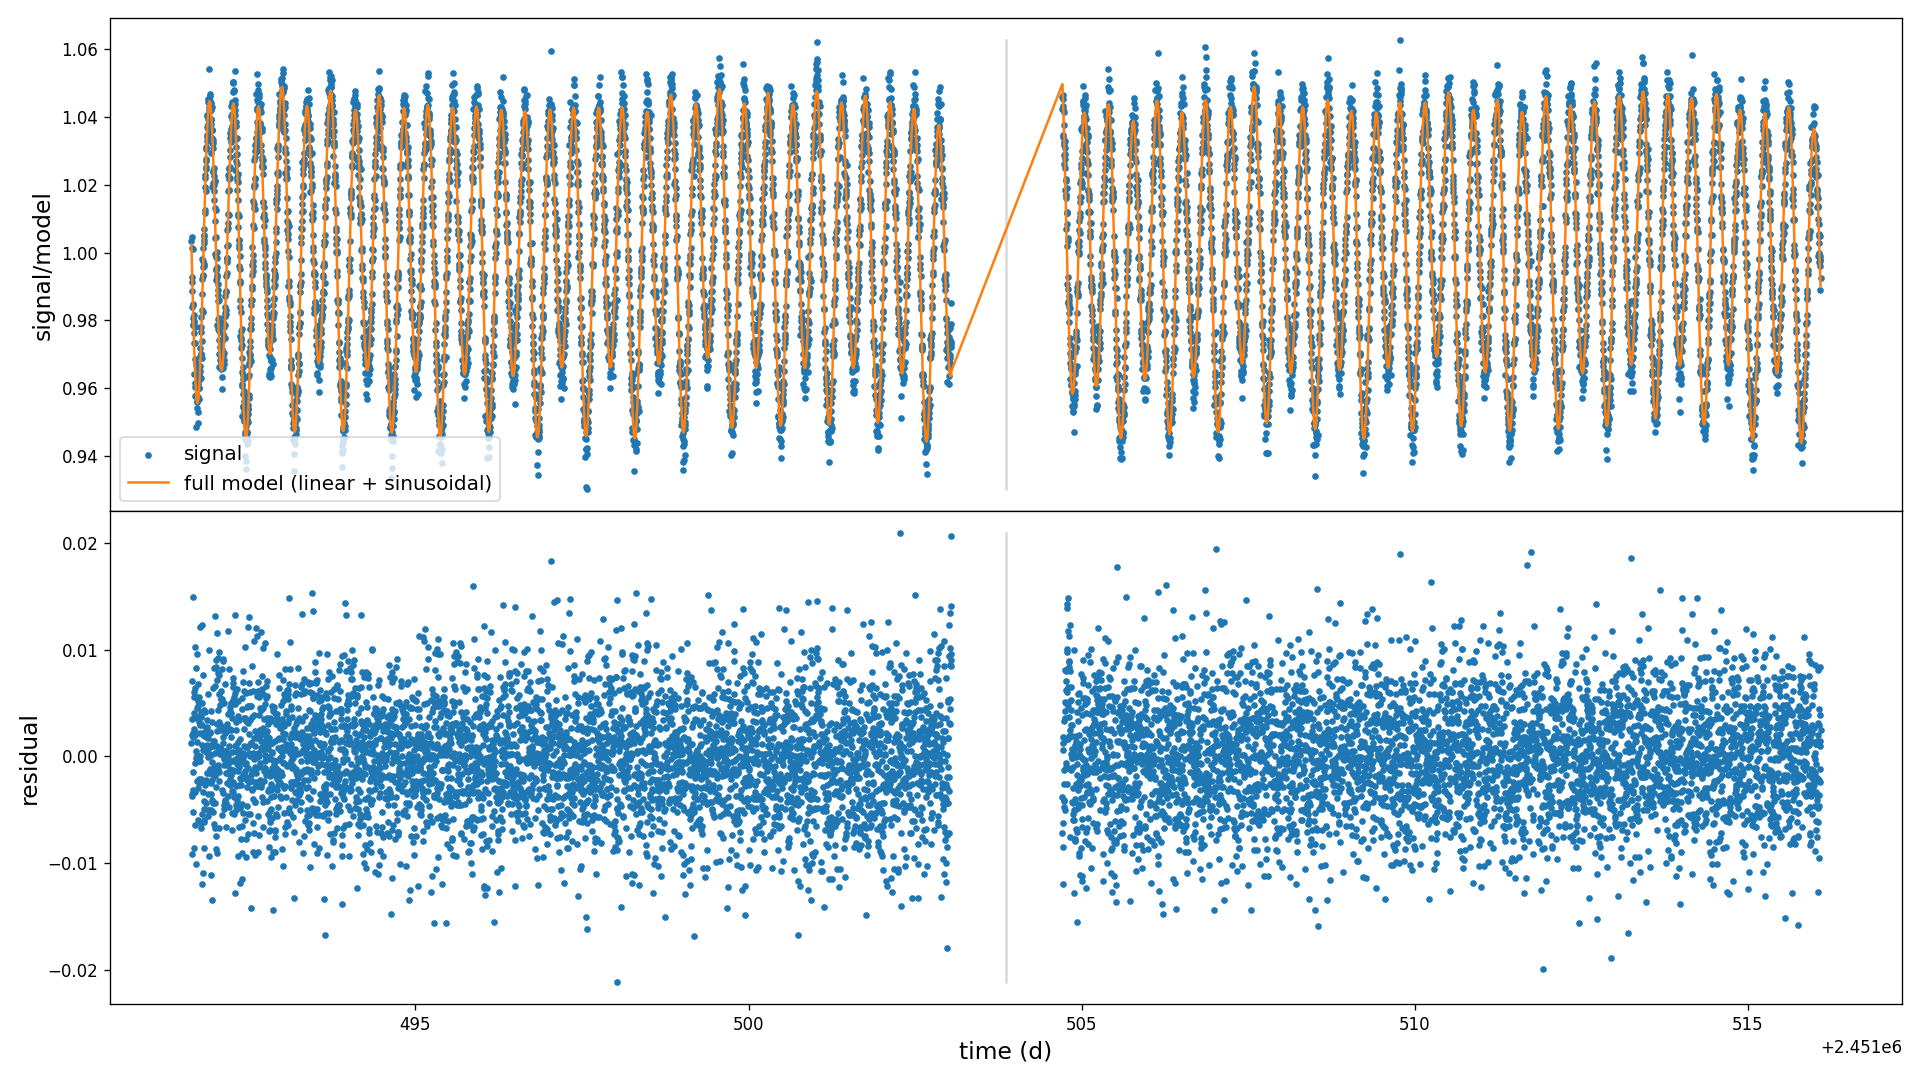 1.06
1.04
1.02
1.00
0.98
0.96
0.94
signal/model
signal
full model (linear + sinusoidal)
0.02
0.01
0.00
−0.01
−0.02
residual
495 500 505 510 515
time (d)
+2.451e6